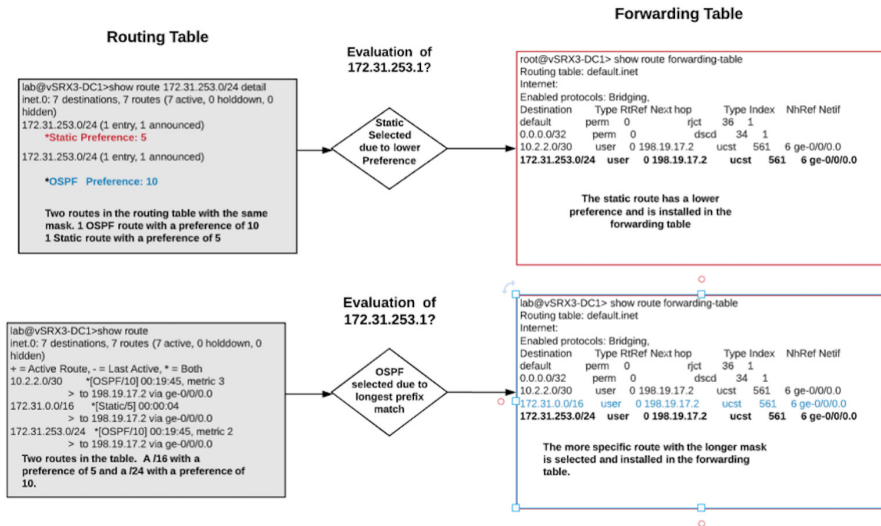 Routing Table
Evaluation of
172.31.253.1?
Forwarding Table
lab@vSRX3-DC1>show route 172.31.253.0/24 detail
inet.0: 7 destinations, 7 routes (7 active, 0 holddown, 0
hidden)
172.31.253.0/24 (1 entry, 1 announced)
*Static Preference: 5
172.31.253.0/24 (1 entry, 1 announced)
*OSPF Preference: 10
Two routes in the routing table with the same
mask. 1 OSPF route with a preference of 10
1 Static route with a preference of 5
Static
Selected
due to lower
Preference
root@vSRX3-DC1> show route forwarding-table
Routing table: default.inet
Internet:
Enabled protocols: Bridging,
Destination Type RtRef Next hop Type Index NhRef Netif
default perm 0 rjct 36 1
0.0.0.0/32 perm 0 dscd 34 1
10.2.2.0/30 user 0 198.19.17.2 ucst 561 6 ge-0/0/0.0
172.31.253.0/24 user 0 198.19.17.2 ucst 561 6 ge-0/0/0.0
The static route has a lower
preference and is installed in the
forwarding table
Evaluation of
172.31.253.1?
lab@vSRX3-DC1>show route
inet.0: 7 destinations, 7 routes (7 active, 0 holddown, 0
hidden)
+ = Active Route, - = Last Active, * = Both
10.2.2.0/30 *[OSPF/10] 00:19:45, metric 3
> to 198.19.17.2 via ge-0/0/0.0
172.31.0.0/16 *[Static/5] 00:00:04
> to 198.19.17.2 via ge-0/0/0.0
172.31.253.0/24 *[OSPF/10] 00:19:45, metric 2
> to 198.19.17.2 via ge-0/0/0.0
Two routes in the table. A /16 with a
preference of 5 and a /24 with a preference of
10.
OSPF
selected due to
longest prefix
match
lab@vSRX3-DC1> show route forwarding-table
Routing table: default.inet
Internet:
Enabled protocols: Bridging,
Destination Type RtRef Next hop Type Index NhRef Netif
default perm 0 rjct 36 1
0.0.0.0/32 perm 0 dscd 34 1
10.2.2.0/30 user 0 198.19.17.2 ucst 561 6 ge-0/0/0.0
172.31.0.0/16 user 0 198.19.17.2 ucst 561 6 ge-0/0/0.0
172.31.253.0/24 user 0 198.19.17.2 ucst 561 6 ge-0/0/0.0
The more specific route with the longer mask
is selected and installed in the forwarding
table.